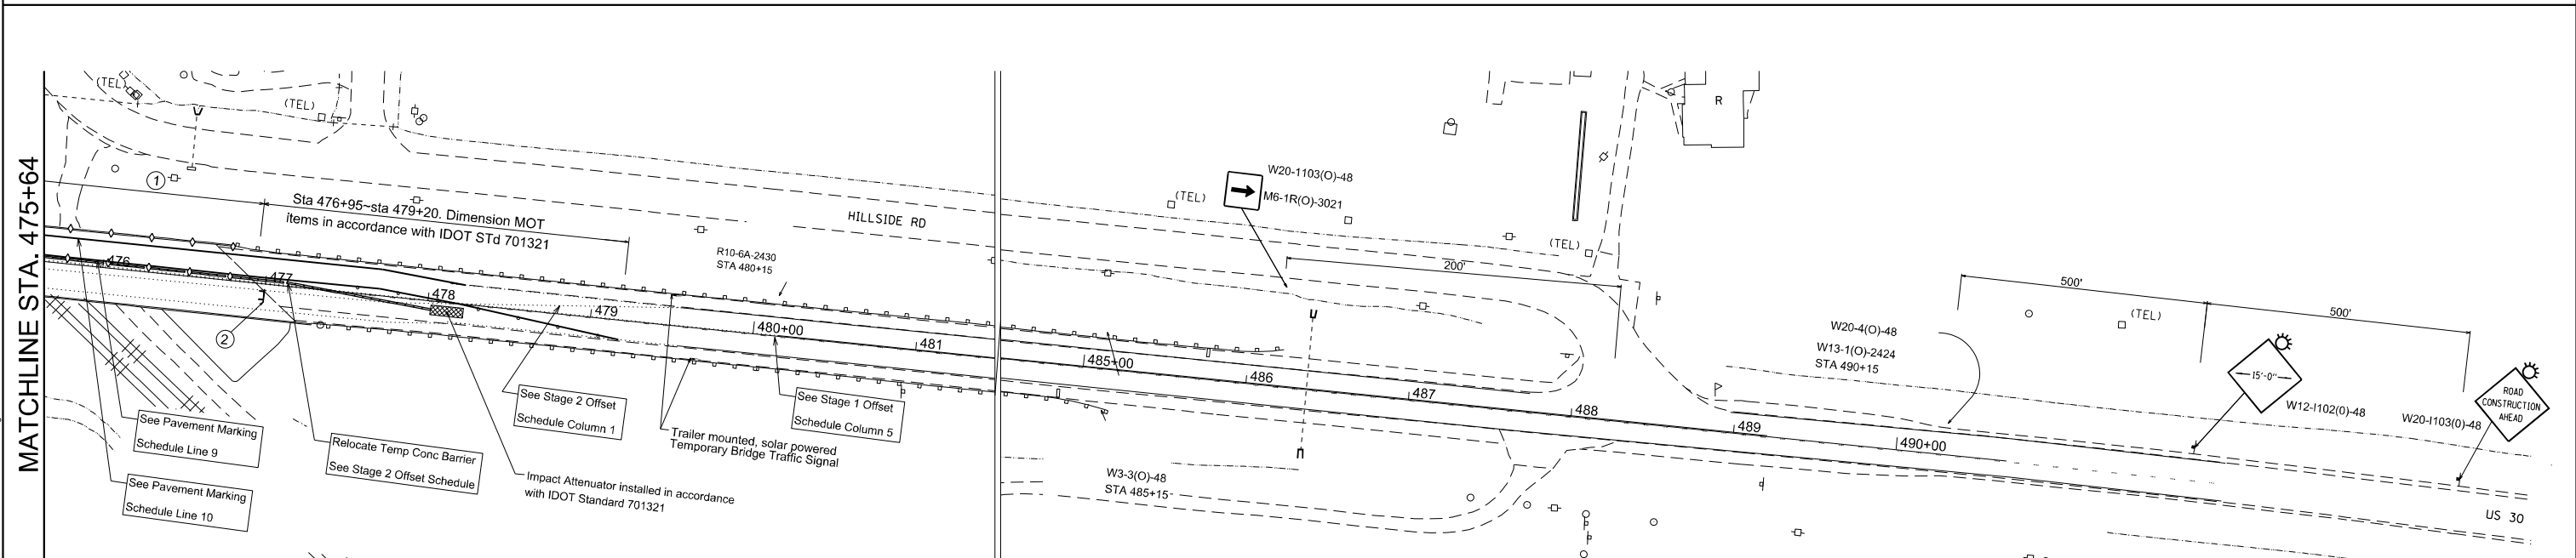 MATCHLINE STA. 475+64
(TEL)
(TEL)
1
Sta 476+95~sta 479+20. Dimension MOT
items in accordance with IDOT STd 701321
HILLSIDE RD
R10-6A-2430
STA 480+15
476
477
478
479
480+00
481
2
See Pavement Marking
Schedule Line 9
See Pavement Marking
Schedule Line 10
Relocate Temp Conc Barrier
See Stage 2 Offset Schedule
Impact Attenuator installed in accordance
with IDOT Standard 701321
See Stage 2 Offset
Schedule Column 1
Trailer mounted, solar powered
Temporary Bridge Traffic Signal
See Stage 1 Offset
Schedule Column 5
(TEL)
W20-1103(O)-48
M6-1R(O)-3021
200'
(TEL)
R
485+00
486
487
488
489
490+00
W3-3(O)-48
STA 485+15
W20-4(O)-48
W13-1(O)-2424
STA 490+15
500'
(TEL)
500'
15'-0"
W12-I102(0)-48
W20-I103(0)-48
ROAD
CONSTRUCTION
AHEAD
US 30